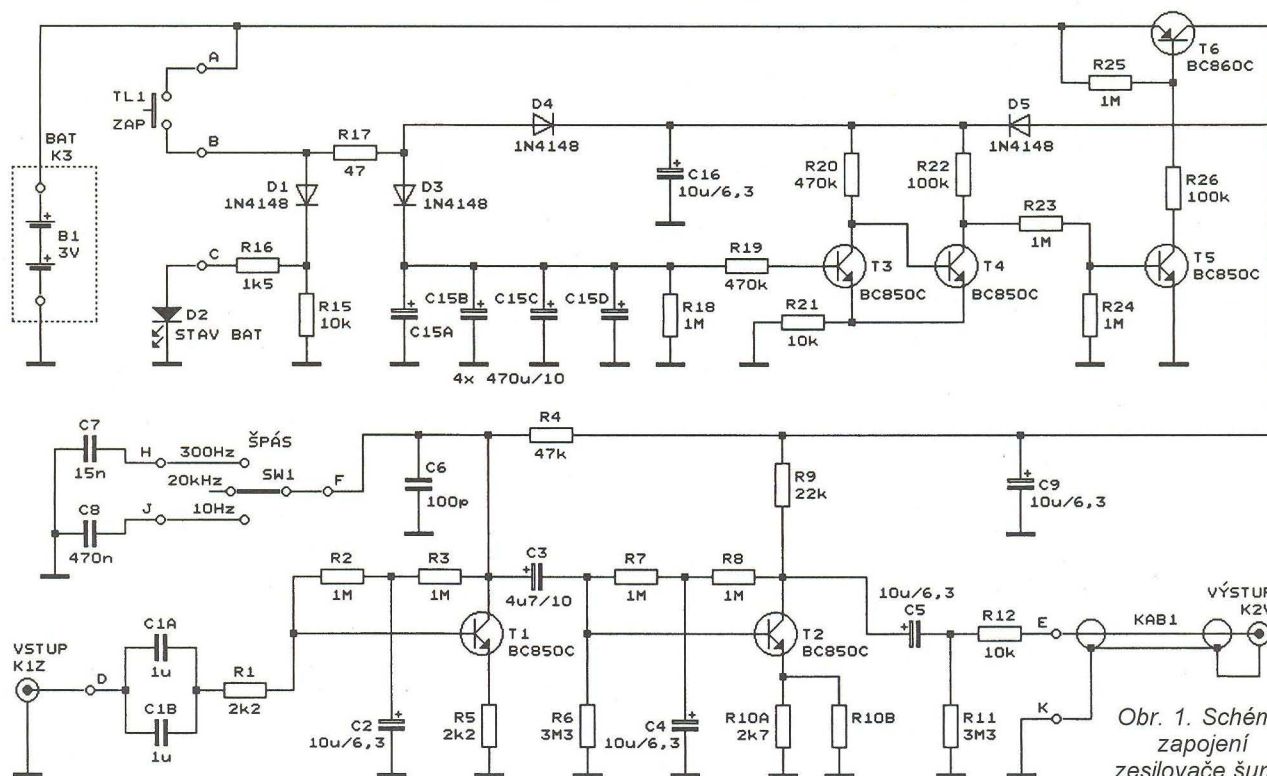 A
TL1
ZAP
B
BAT
K3
B1
3V
R17
47
D1
1N4148
D3
1N4148
D4
1N4148
C16
10u/6,3
R20
470k
R22
100k
D5
1N4148
R25
1M
T6
BC860C
R26
100k
R23
1M
C
R16
1k5
D2
STAV BAT
R15
10k
C15A
C15B
C15C
C15D
4x 470u/10
R18
1M
R19
470k
T3
BC850C
T4
BC850C
R21
10k
R24
1M
T5
BC850C
C7
15n
H
300Hz
ŠPÁS
20kHz
SW1
F
C8
470n
J
10Hz
C6
100p
R4
47k
R9
22k
C9
10u/6,3
R2
1M
R3
1M
C3
4u7/10
R7
1M
R8
1M
10u/6,3
C5
R12
10k
E
KAB1
VÝSTUP
K2V
VSTUP
K1Z
D
C1A
1u
C1B
1u
R1
2k2
T1
BC850C
T2
BC850C
C2
10u/6,3
R5
2k2
R6
3M3
C4
10u/6,3
R10A
2k7
R10B
R11
3M3
K
Obr. 1. Schém
zapojení
zesilovače šum